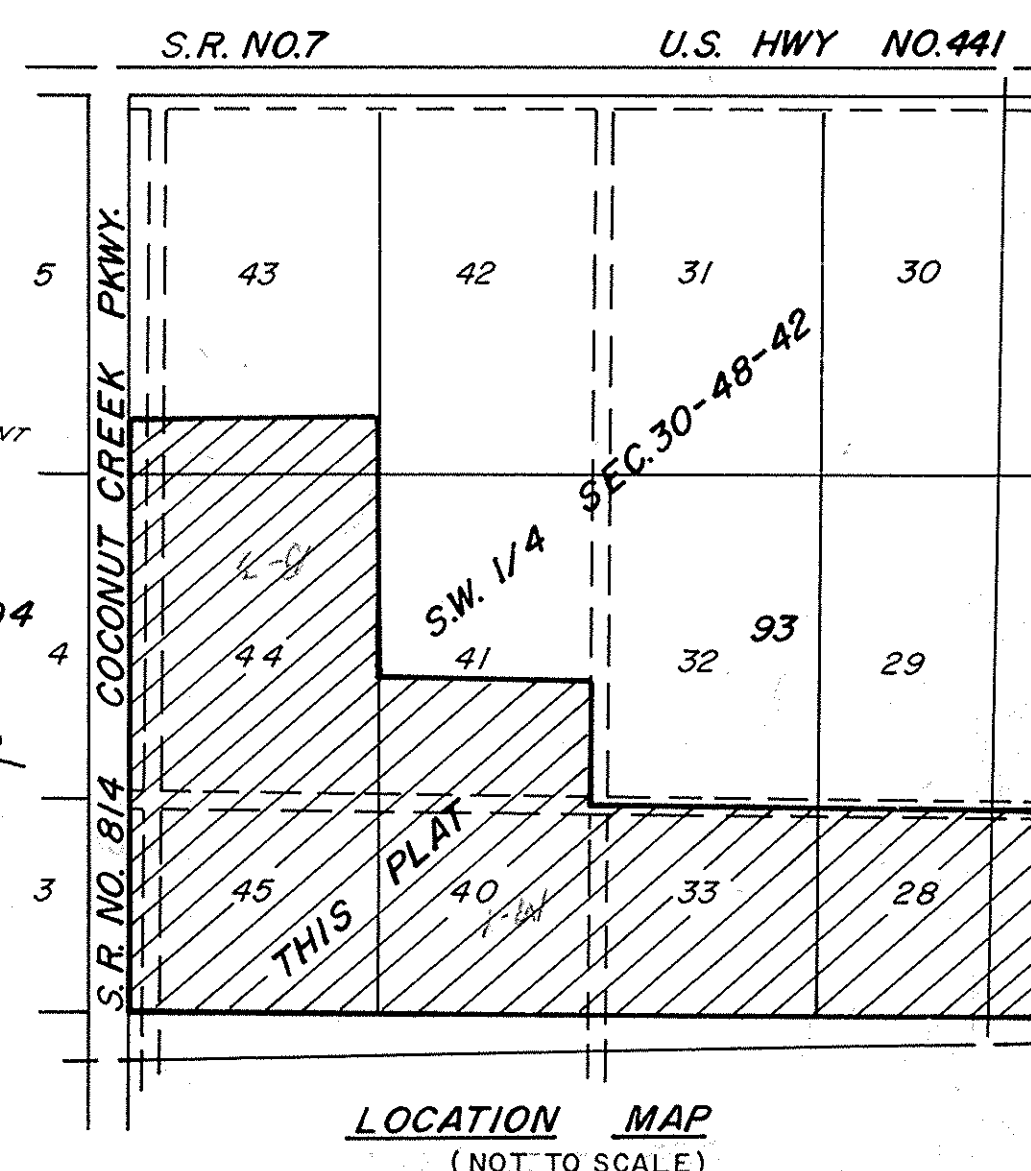 S.R. NO.7 U.S. HWY NO.441
5 43 42 31 30
S.R. NO. 814 COCONUT CREEK PKWY.
S.W. 1/4 SEC.30-48-42
93
4 44 41 32 29
3 45 40 33 28
THIS PLAT
LOCATION MAP
(NOT TO SCALE)